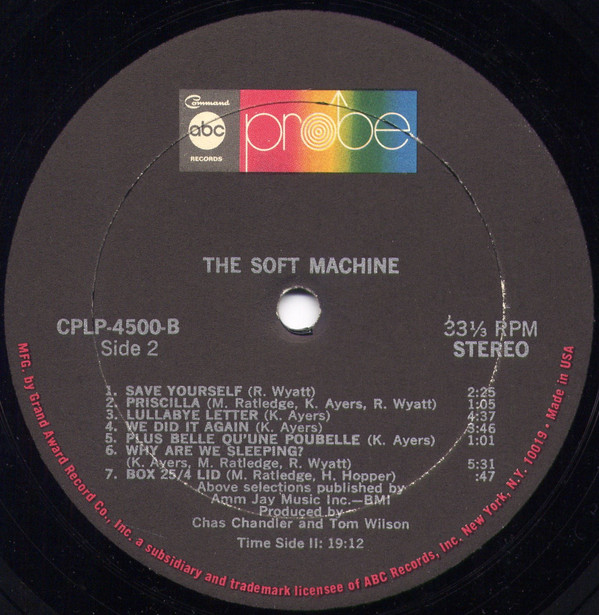 Command
abc
RECORDS
probe
THE SOFT MACHINE
CPLP-4500-B
Side 2
33⅓ RPM
STEREO
1. SAVE YOURSELF (R. Wyatt) 2:25
2. PRISCILLA (M. Ratledge, K. Ayers, R. Wyatt) 1:05
3. LULLABYE LETTER (K. Ayers) 4:37
4. WE DID IT AGAIN (K. Ayers) 3:46
5. PLUS BELLE QU'UNE POUBELLE (K. Ayers) 1:01
6. WHY ARE WE SLEEPING?
(K. Ayers, M. Ratledge, R. Wyatt) 5:31
7. BOX 25/4 LID (M. Ratledge, H. Hopper) :47
Above selections published by
Amm Jay Music Inc.—BMI
Produced by
Chas Chandler and Tom Wilson
Time Side II: 19:12
MFG. by Grand Award Record Co., Inc. a subsidiary and trademark licensee of ABC Records, Inc. New York, N.Y. 10019 • Made in USA